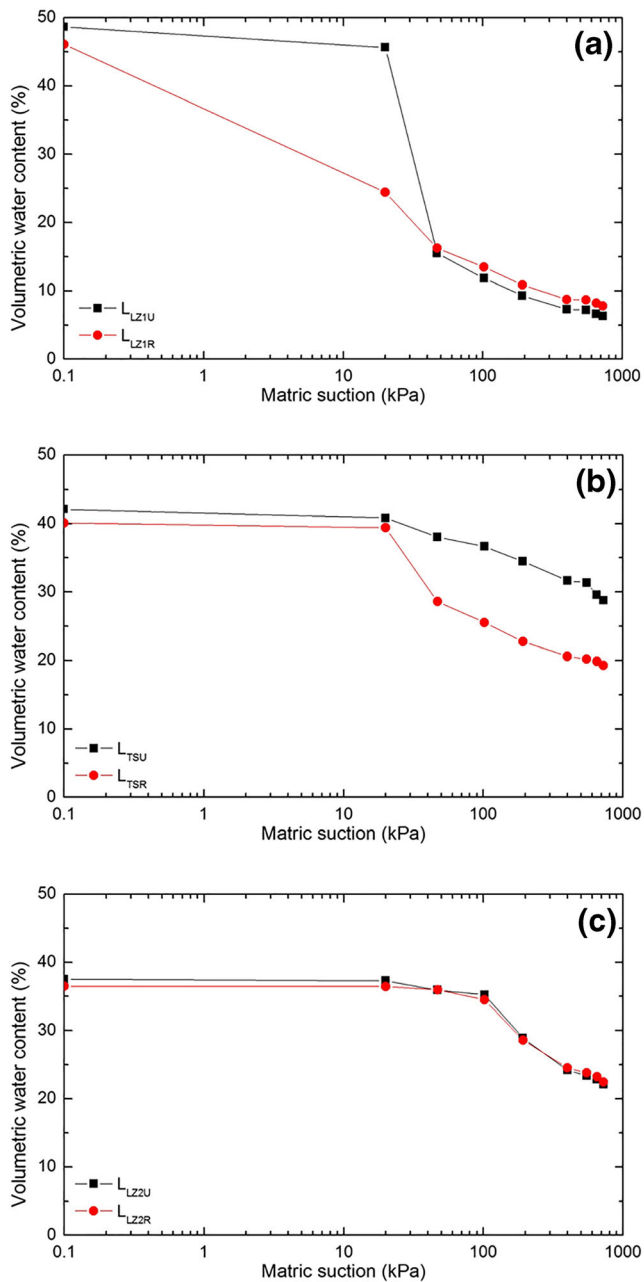 (a)
Volumetric water content (%)
50
40
30
20
10
0
L_LZ1U
L_LZ1R
0.1 1 10 100 1000
Matric suction (kPa)
(b)
Volumetric water content (%)
50
40
30
20
10
0
L_TSU
L_TSR
0.1 1 10 100 1000
Matric suction (kPa)
(c)
Volumetric water content (%)
50
40
30
20
10
0
L_LZ2U
L_LZ2R
0.1 1 10 100 1000
Matric suction (kPa)